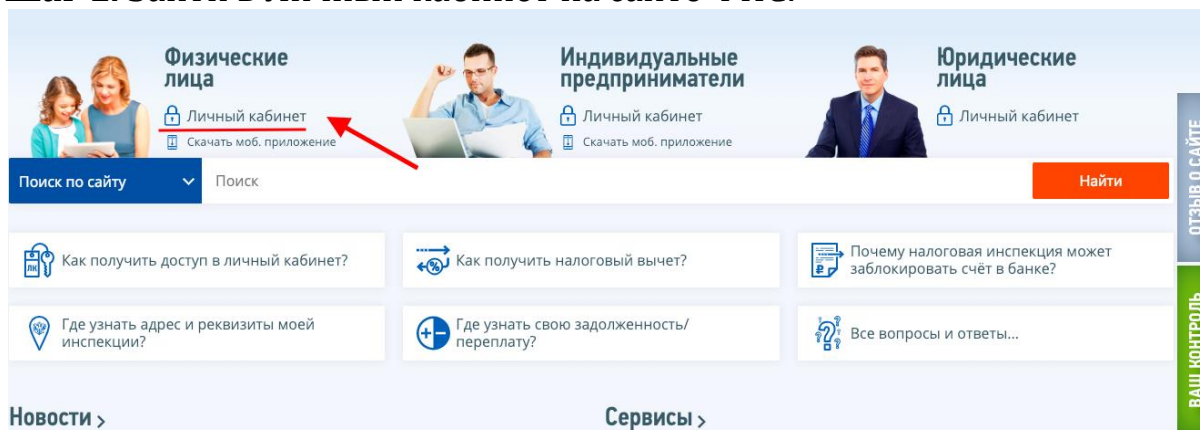 Физические
лица
Личный кабинет
Скачать моб. приложение
Индивидуальные
предприниматели
Личный кабинет
Скачать моб. приложение
Юридические
лица
Личный кабинет
Поиск по сайту
Поиск
Найти
ОТЗЫВ О САЙТЕ
Как получить доступ в личный кабинет?
Как получить налоговый вычет?
Почему налоговая инспекция может
заблокировать счёт в банке?
Где узнать адрес и реквизиты моей
инспекции?
Где узнать свою задолженность/
переплату?
Все вопросы и ответы...
ВАШ КОНТРОЛЬ
Новости >
Сервисы >